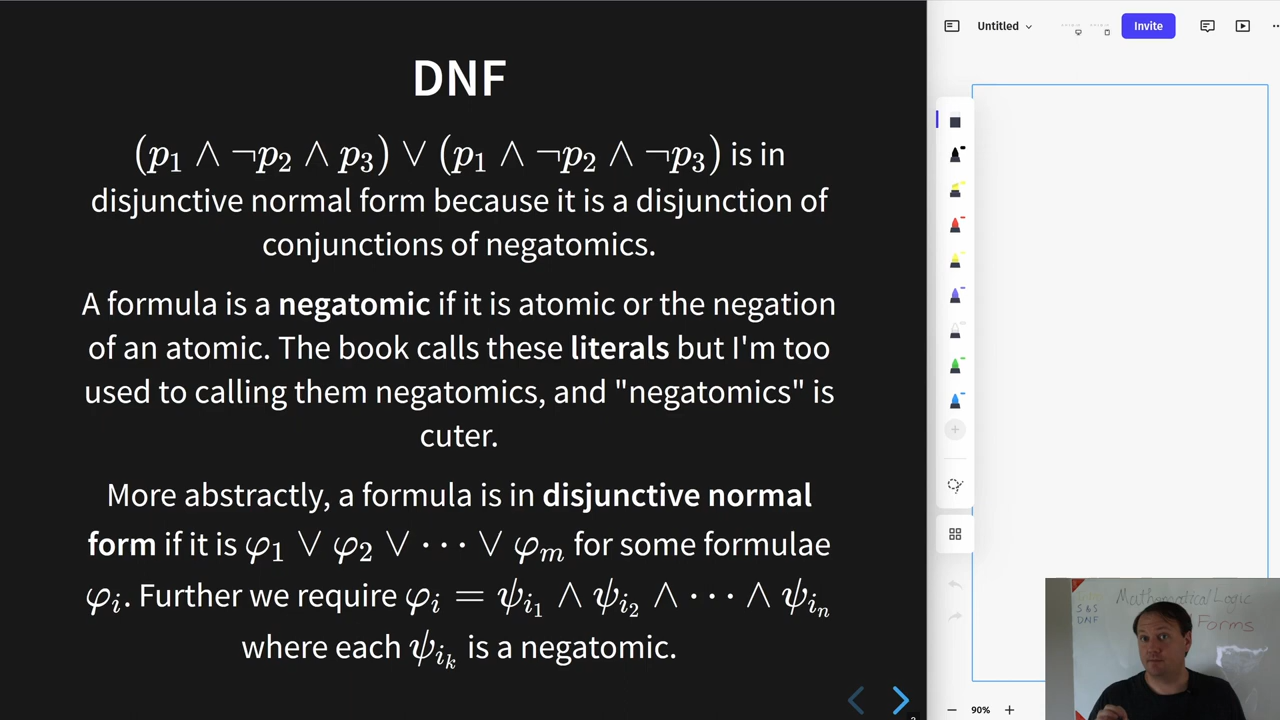 DNF
(p₁ ∧ ¬p₂ ∧ p₃) ∨ (p₁ ∧ ¬p₂ ∧ ¬p₃) is in
disjunctive normal form because it is a disjunction of
conjunctions of negatomics.
A formula is a negatomic if it is atomic or the negation
of an atomic. The book calls these literals but I'm too
used to calling them negatomics, and "negatomics" is
cuter.
More abstractly, a formula is in disjunctive normal
form if it is φ₁ ∨ φ₂ ∨ ⋯ ∨ φₘ for some formulae
φᵢ. Further we require φᵢ = ψᵢ₁ ∧ ψᵢ₂ ∧ ⋯ ∧ ψᵢₙ
where each ψᵢₖ is a negatomic.
Untitled
Invite
90%
Mathematical Logic
Forms
S 6.5
DNF